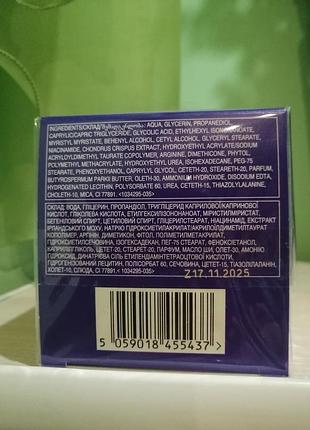 INGREDIENTS/СКЛАД/ AQUA, GLYCERIN, PROPANEDIOL,
CAPRYLIC/CAPRIC TRIGLYCERIDE, GLYCOLIC ACID, ETHYLHEXYL ISONONANOATE,
MYRISTYL MYRISTATE, BEHENYL ALCOHOL, CETYL ALCOHOL, GLYCERYL STEARATE,
NIACINAMIDE, CHONDRUS CRISPUS EXTRACT, HYDROXYETHYL ACRYLATE/SODIUM
ACRYLOYLDIMETHYL TAURATE COPOLYMER, ARGININE, DIMETHICONE, PHYTOL,
POLYMETHYL METHACRYLATE, HYDROXYETHYL UREA, ISOHEXADECANE, PEG-75
STEARATE, PHENOXYETHANOL, CAPRYLYL GLYCOL, CETETH-20, STEARETH-20, PARFUM,
BUTYROSPERMUM PARKII BUTTER, OLETH-30, AMMONIUM HYDROXIDE, DISODIUM EDTA,
HYDROGENATED LECITHIN, POLYSORBATE 60, UREA, CETETH-15, THIAZOLYLALANINE,
CHOLETH-10, MICA, CI 77891. < 1034295-035>
СКЛАД: ВОДА, ГЛІЦЕРИН, ПРОПАНДІОЛ, ТРИГЛІЦЕРИД КАПРИЛОВОЇ/КАПРИНОВОЇ
КИСЛОТ, ГЛІКОЛЕВА КИСЛОТА, ЕТИЛГЕКСИЛІЗОНОНАНОАТ, МІРИСТИЛМІРИСТАТ,
БЕГЕНІЛОВИЙ СПИРТ, ЦЕТИЛОВИЙ СПИРТ, ГЛІЦЕРИЛСТЕАРАТ, НІАЦИНАМІД, ЕКСТРАКТ
ІРЛАНДСЬКОГО МОХУ, НАТРІЮ ГІДРОКСІЕТИЛАКРИЛАТ/АКРИЛОЇЛДИМЕТИЛТАУРАТ
КОПОЛІМЕР, АРГІНІН, ДИМЕТИКОН, ФІТОЛ, ПОЛІМЕТИЛМЕТАКРИЛАТ,
ГІДРОКСИЕТИЛСЕЧОВИНА, ІЗОГЕКСАДЕКАН, ПЕГ-75 СТЕАРАТ, ФЕНОКСІЕТАНОЛ,
КАПРИЛІЛ ГЛІКОЛЬ, ЦЕТЕТ-20, СТЕАРЕТ-20, ПАРФУМ, МАСЛО ШИ, ОЛЕТ-30, АМОНІЮ
ГІДРОКСИД, ДИНАТРІЄВА СІЛЬ ЕТИЛЕНДІАМІНТЕТРАОЦТОВОЇ КИСЛОТИ,
ГІДРОГЕНІЗОВАНИЙ ЛЕЦИТИН, ПОЛІСОРБАТ 60, СЕЧОВИНА, ЦЕТЕТ-15, ТІАЗОЛІЛАЛАНІН,
ХОЛЕТ-10, СЛЮДА, CI 77891.< 1034295-035>
Z17.11.2025
5 059018 455437 >